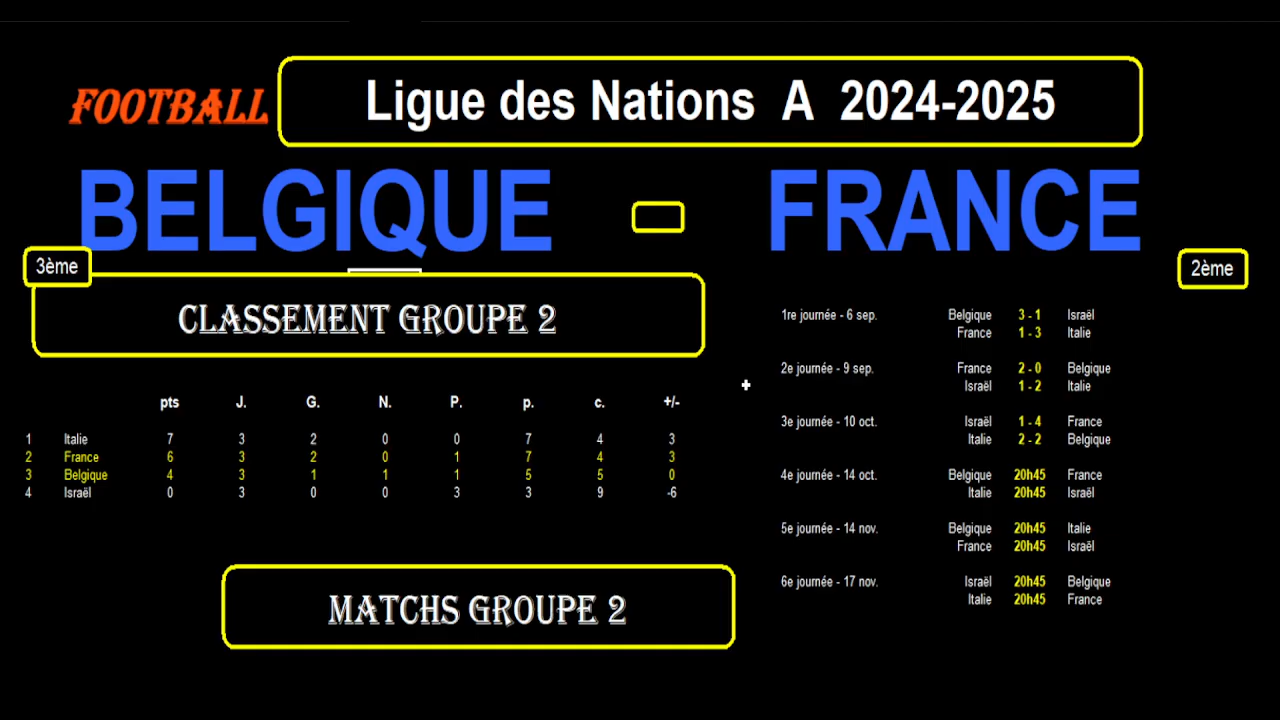 FOOTBALL
Ligue des Nations A 2024-2025
BELGIQUE
FRANCE
3ème
2ème
CLASSEMENT GROUPE 2
pts J. G. N. P. p. c. +/-
1 Italie 7 3 2 0 0 7 4 3
2 France 6 3 2 0 1 7 4 3
3 Belgique 4 3 1 1 1 5 5 0
4 Israël 0 3 0 0 3 3 9 -6
MATCHS GROUPE 2
1re journée - 6 sep. Belgique 3 - 1 Israël
France 1 - 3 Italie
2e journée - 9 sep. France 2 - 0 Belgique
Israël 1 - 2 Italie
3e journée - 10 oct. Israël 1 - 4 France
Italie 2 - 2 Belgique
4e journée - 14 oct. Belgique 20h45 France
Italie 20h45 Israël
5e journée - 14 nov. Belgique 20h45 Italie
France 20h45 Israël
6e journée - 17 nov. Israël 20h45 Belgique
Italie 20h45 France